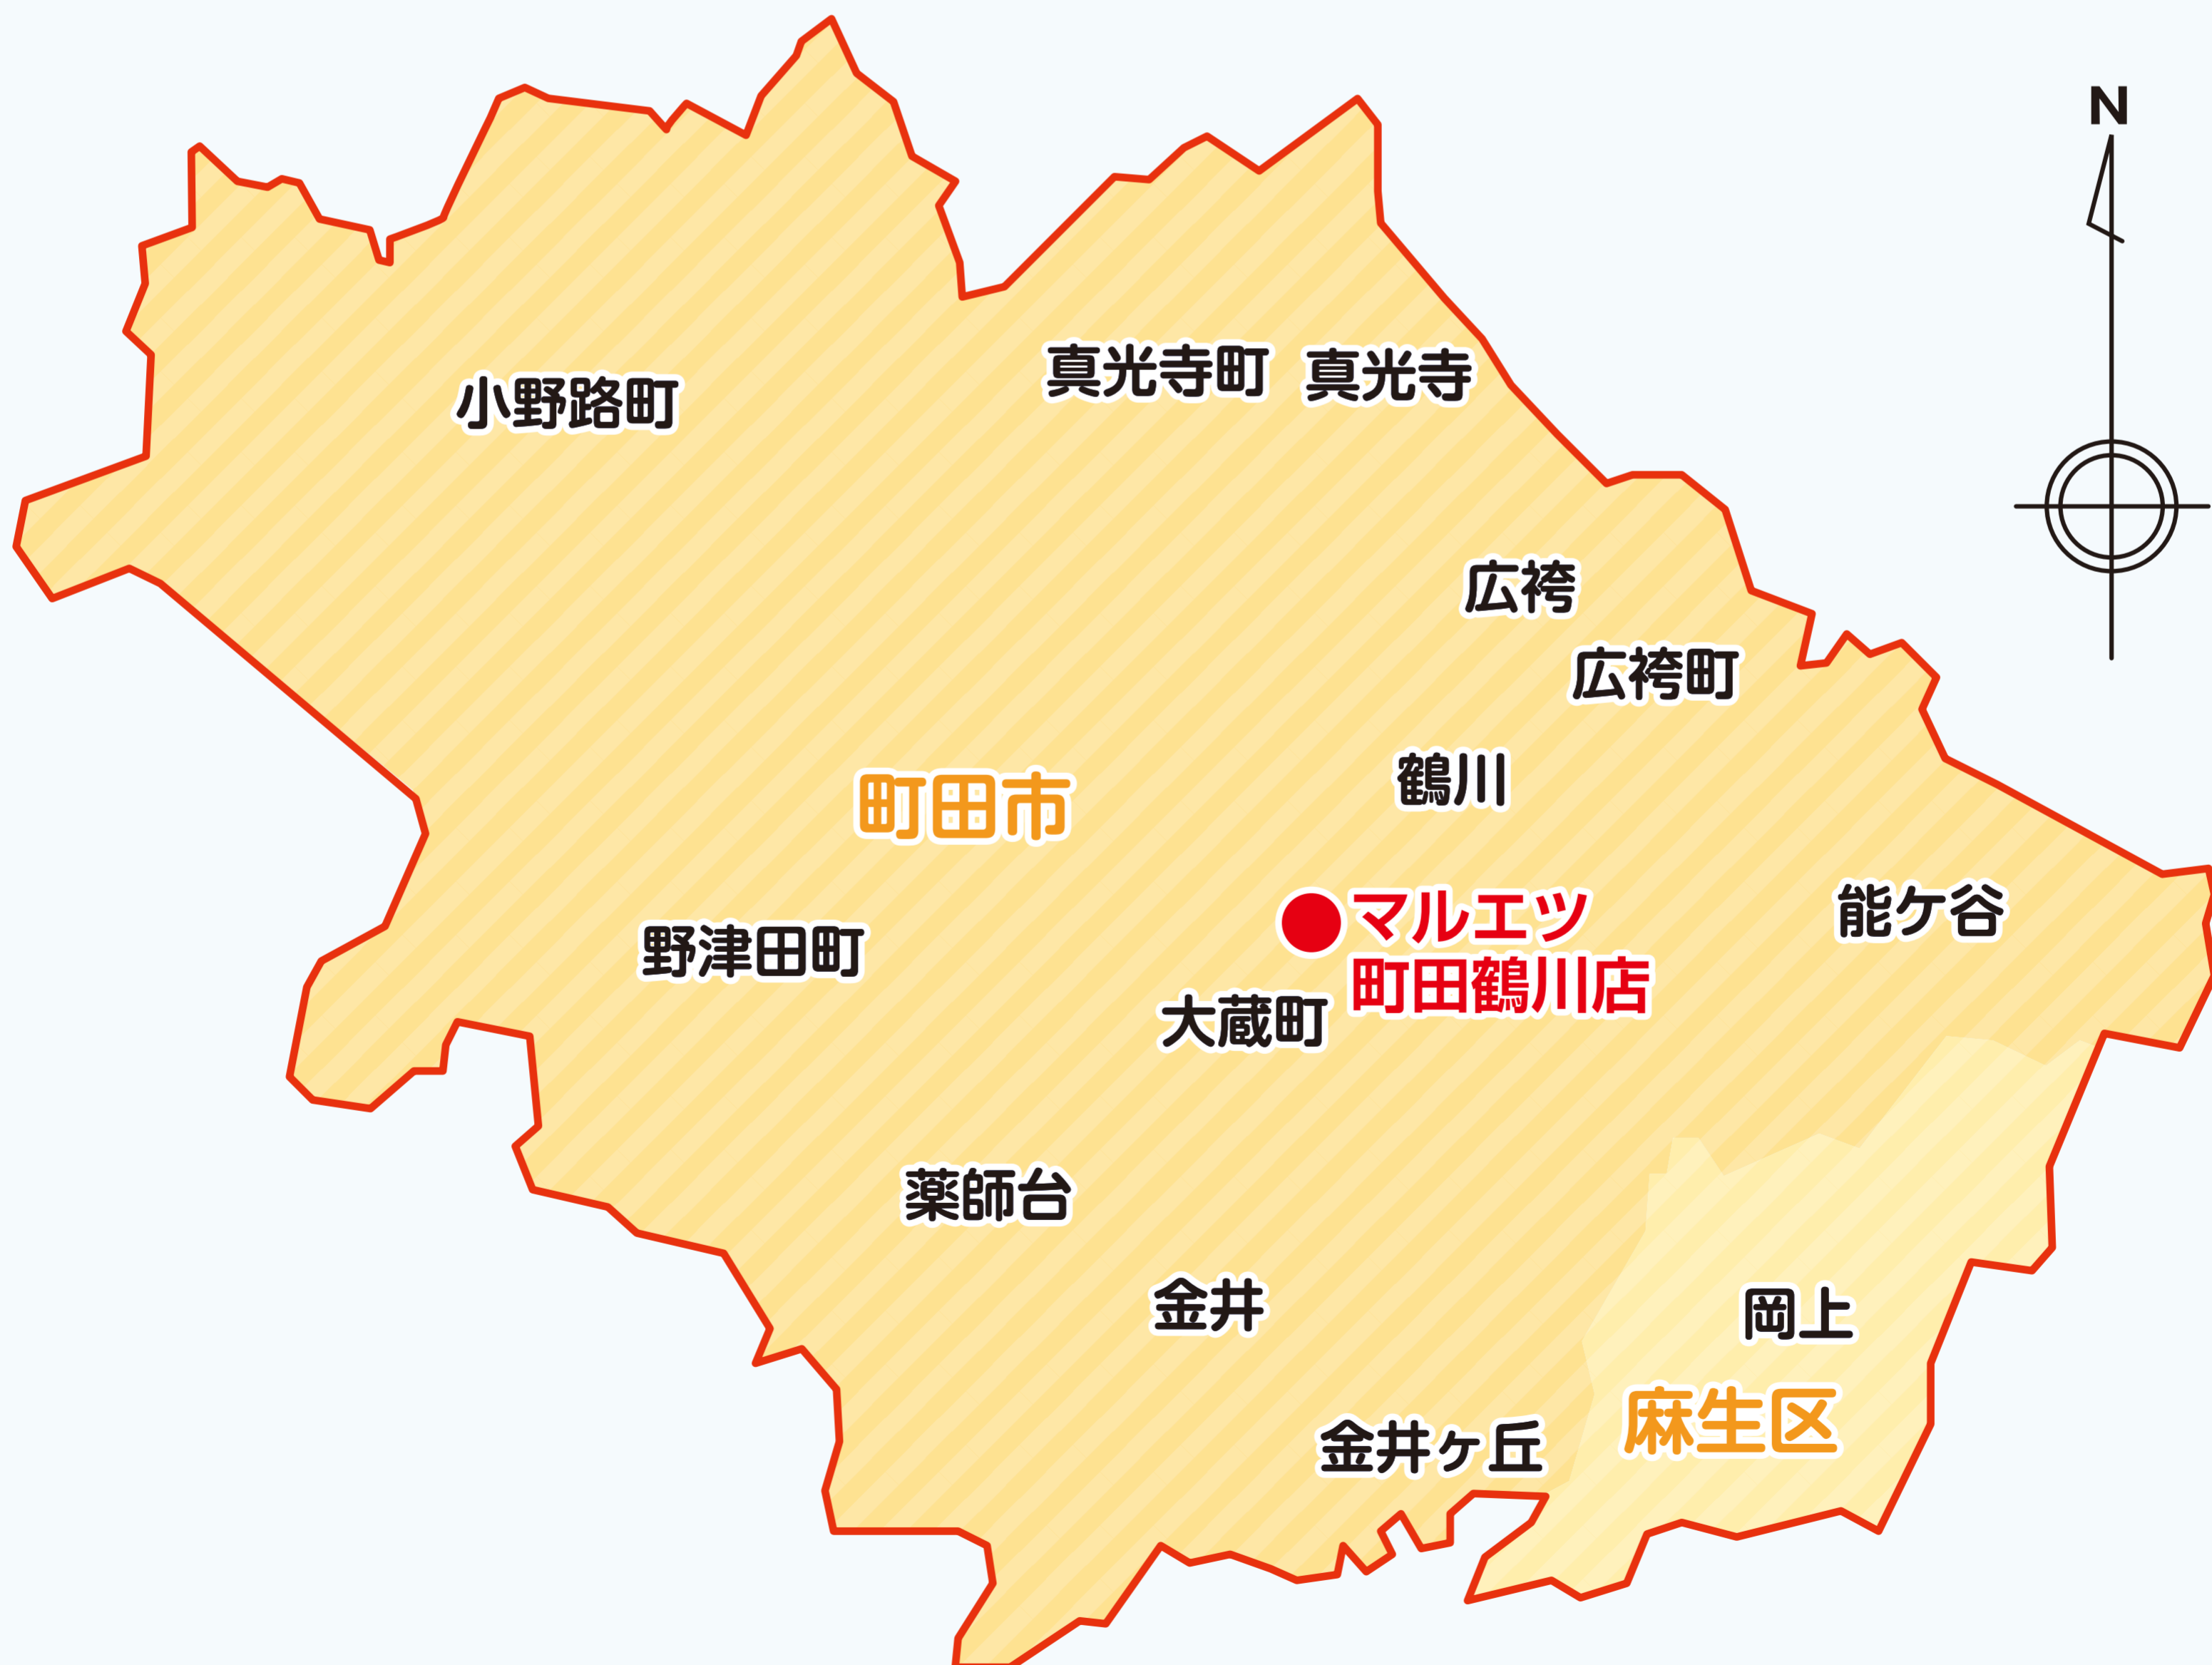 N
真光寺町
真光寺
小野路町
広袴
広袴町
鶴川
町田市
能ケ谷
マルエツ
町田鶴川店
野津田町
大蔵町
薬師台
金井
岡上
麻生区
金井ヶ丘